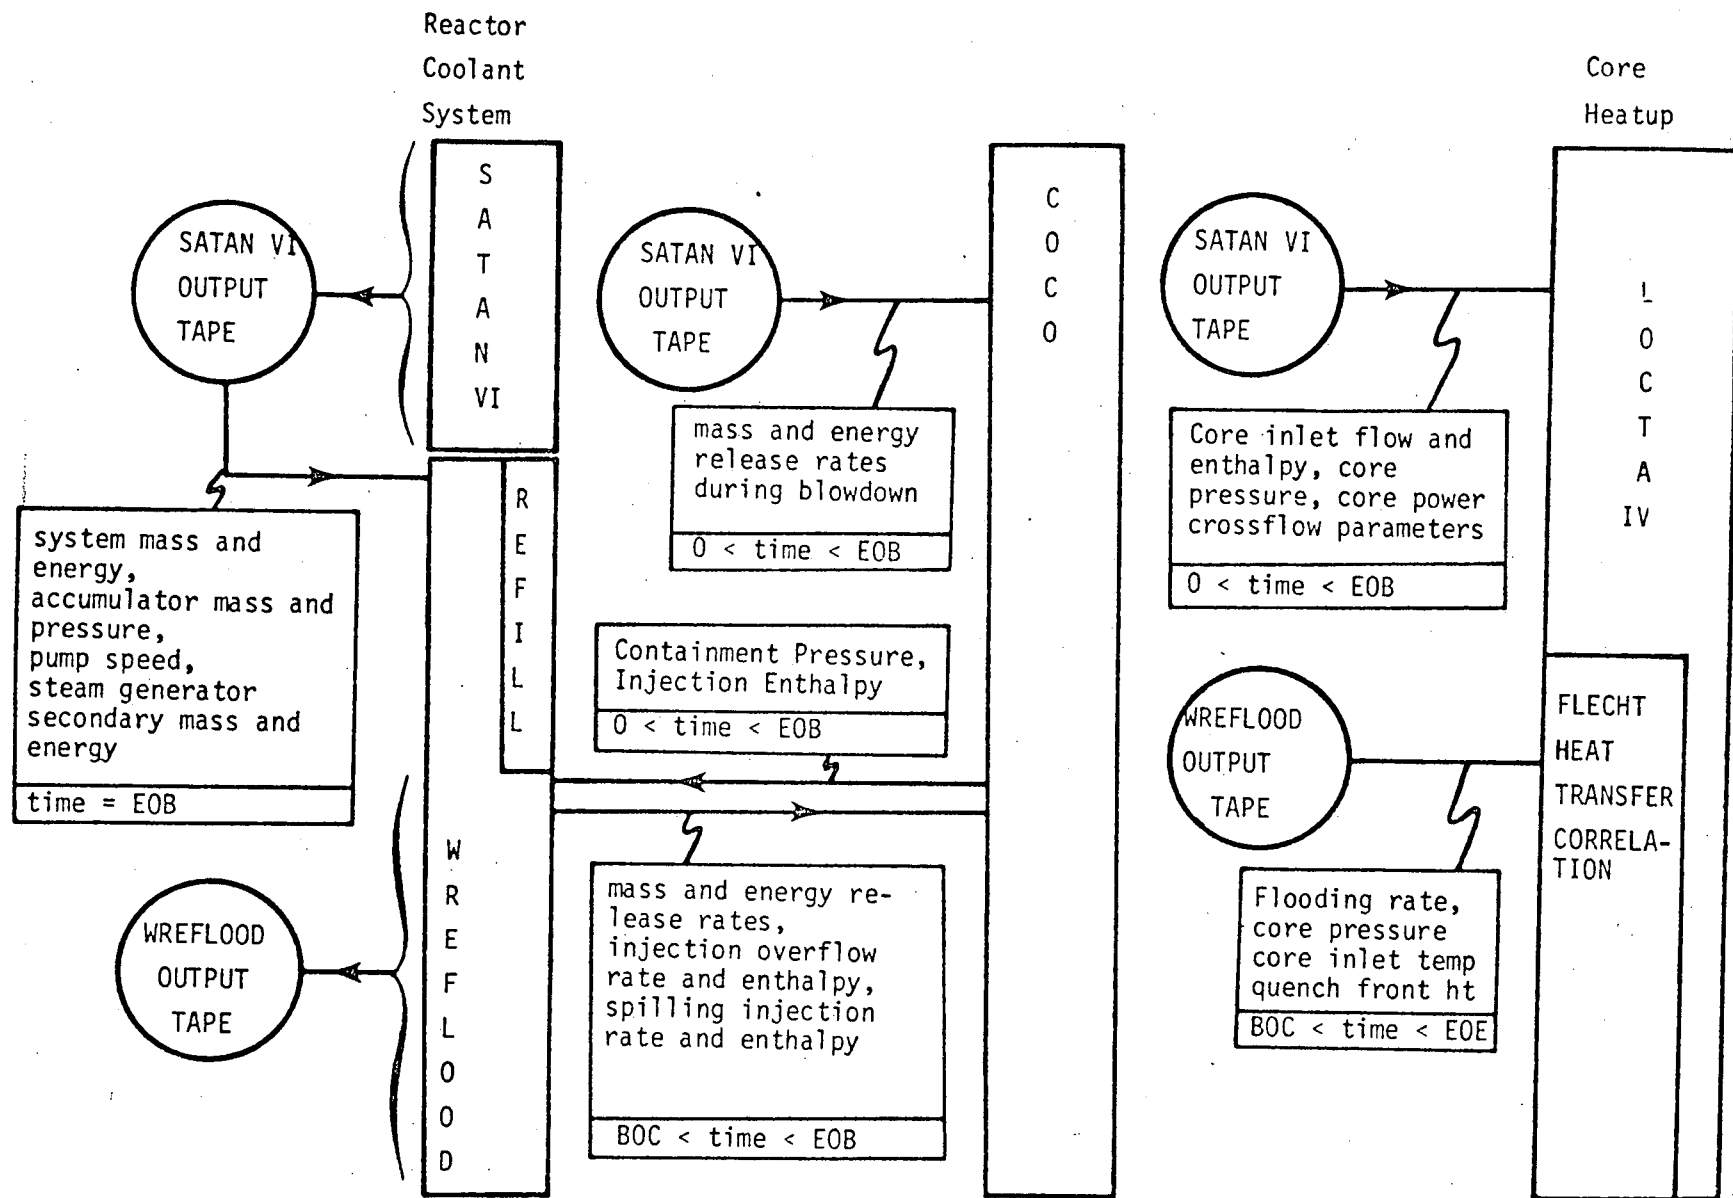 Reactor
Coolant
System
SATAN VI
SATAN VI
OUTPUT
TAPE
system mass and
energy,
accumulator mass and
pressure,
pump speed,
steam generator
secondary mass and
energy
time = EOB
REFILL
WREFLOOD
WREFLOOD
OUTPUT
TAPE
SATAN VI
OUTPUT
TAPE
mass and energy
release rates
during blowdown
0 < time < EOB
Containment Pressure,
Injection Enthalpy
0 < time < EOB
mass and energy re-
lease rates,
injection overflow
rate and enthalpy,
spilling injection
rate and enthalpy
BOC < time < EOB
COCO
SATAN VI
OUTPUT
TAPE
Core inlet flow and
enthalpy, core
pressure, core power
crossflow parameters
0 < time < EOB
WREFLOOD
OUTPUT
TAPE
Flooding rate,
core pressure
core inlet temp
quench front ht
BOC < time < EOE
Core
Heatup
LOCTA
IV
FLECHT
HEAT
TRANSFER
CORRELA-
TION